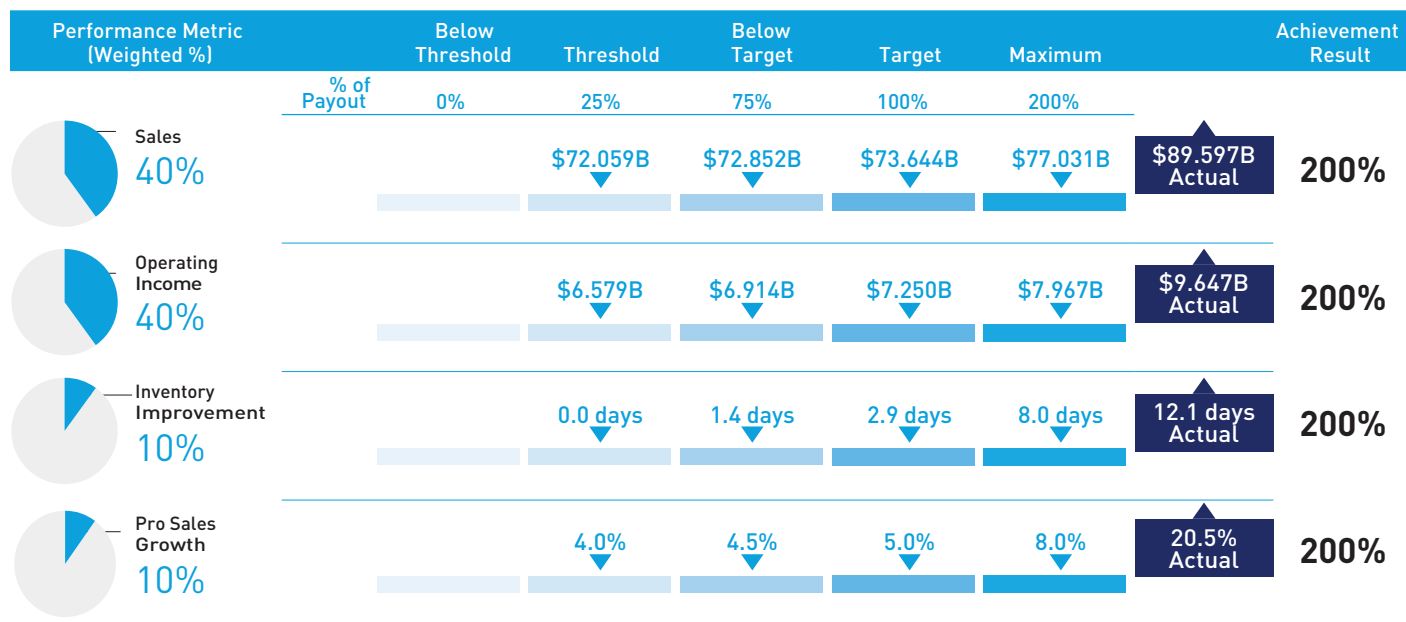 Performance Metric
(Weighted %)
Below
Threshold
Threshold
Below
Target
Target
Maximum
Achievement
Result
% of
Payout
0%
25%
75%
100%
200%
Sales
40%
$72.059B
$72.852B
$73.644B
$77.031B
$89.597B
Actual
200%
Operating
Income
40%
$6.579B
$6.914B
$7.250B
$7.967B
$9.647B
Actual
200%
Inventory
Improvement
10%
0.0 days
1.4 days
2.9 days
8.0 days
12.1 days
Actual
200%
Pro Sales
Growth
10%
4.0%
4.5%
5.0%
8.0%
20.5%
Actual
200%